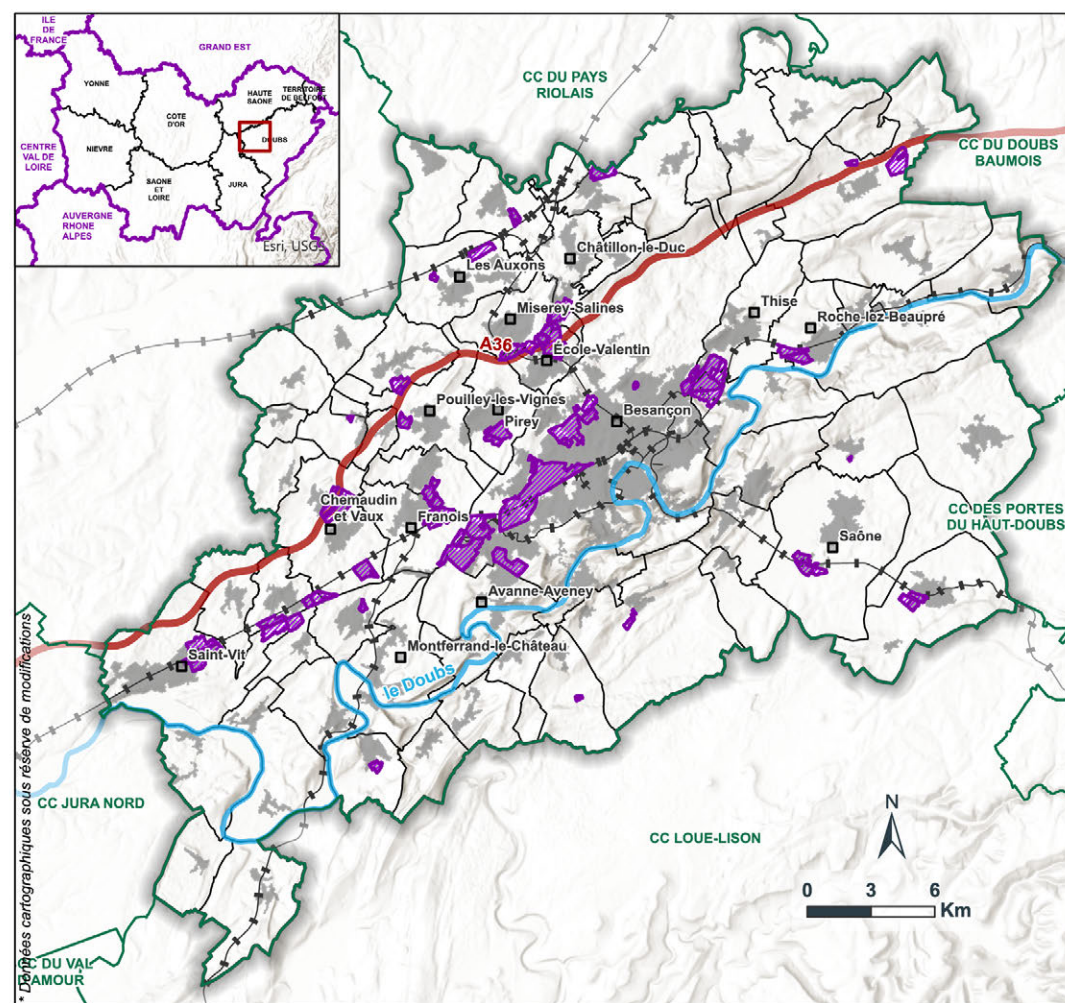 ILE
DE
FRANCE
GRAND EST
YONNE
HAUTE
SAONE
TERRITOIRE
DE BELFORT
COTE
D'OR
DOUBS
CENTRE
VAL DE
LOIRE
NIEVRE
SAONE
ET
LOIRE
JURA
AUVERGNE
RHONE
ALPES
Esri, USGS
CC DU PAYS
RIOLAIS
CC DU DOUBS
BAUMOIS
Châtillon-le-Duc
Les Auxons
Miserey-Salines
Thise
Roche-lez-Beaupré
A36
École-Valentin
Pouilley-les-Vignes
Pirey
Besançon
Chemaudin
et Vaux
Franois
CC DES PORTES
DU HAUT-DOUBS
Saône
Avanne-Aveney
Montferrand-le-Château
Saint-Vit
le Doubs
CC JURA NORD
CC LOUE-LISON
N
0 3 6
Km
CC DU VAL
D'AMOUR
* Données cartographiques sous réserve de modifications